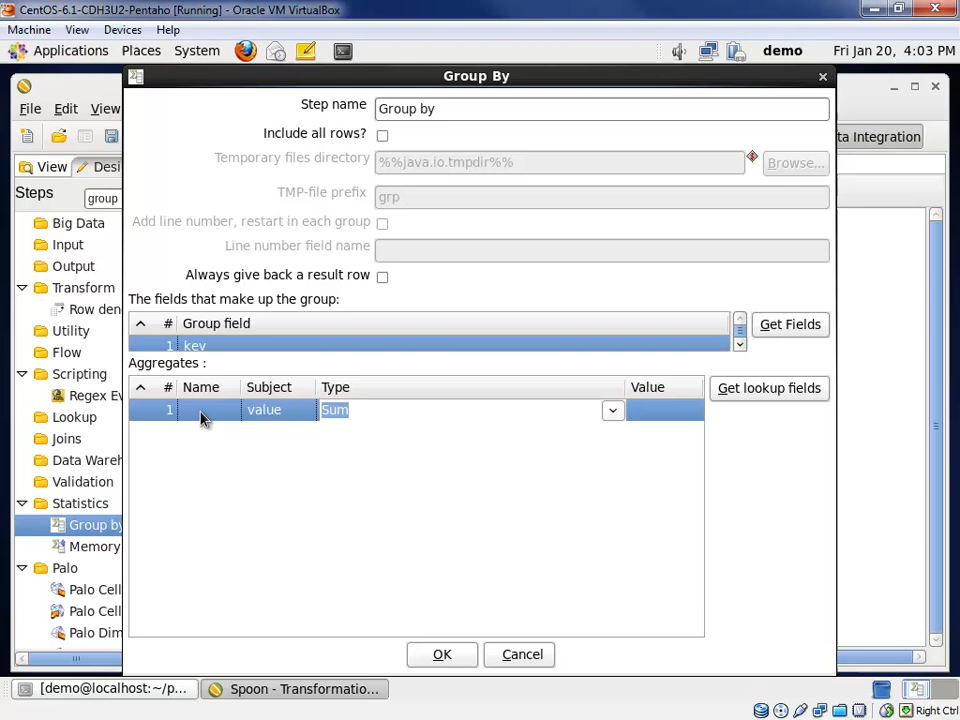 CentOS-6.1-CDH3U2-Pentaho [Running] - Oracle VM VirtualBox
Machine View Devices Help
Applications Places System demo Fri Jan 20, 4:03 PM
Group By
File Edit View
ta Integration
View Desi
Steps group
Big Data
Input
Output
Transform
Row den
Utility
Flow
Scripting
Regex Ev
Lookup
Joins
Data Wareh
Validation
Statistics
Group by
Memory
Palo
Palo Cell
Palo Cell
Palo Dim
Step name Group by
Include all rows?
Temporary files directory %%java.io.tmpdir%% Browse...
TMP-file prefix grp
Add line number, restart in each group
Line number field name
Always give back a result row
The fields that make up the group:
# Group field
1 key
Get Fields
Aggregates :
# Name Subject Type Value
1 value Sum
Get lookup fields
OK Cancel
[demo@localhost:~/p... Spoon - Transformatio... Right Ctrl